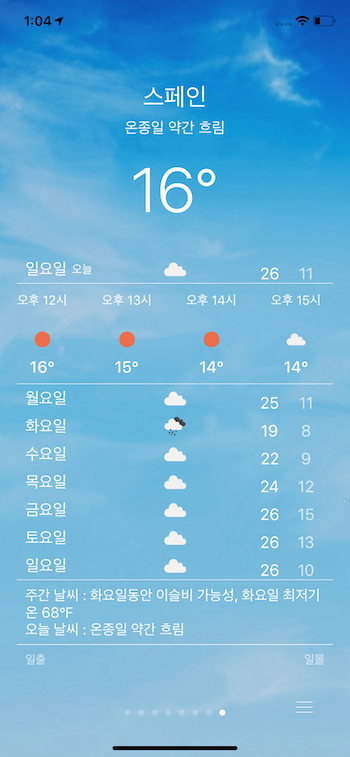 1:04
스페인
온종일 약간 흐림
16°
일요일 오늘 26 11
오후 12시 오후 13시 오후 14시 오후 15시
16° 15° 14° 14°
월요일 25 11
화요일 19 8
수요일 22 9
목요일 24 12
금요일 26 15
토요일 26 13
일요일 26 10
주간 날씨 : 화요일동안 이슬비 가능성, 화요일 최저기
온 68°F
오늘 날씨 : 온종일 약간 흐림
일출 일몰